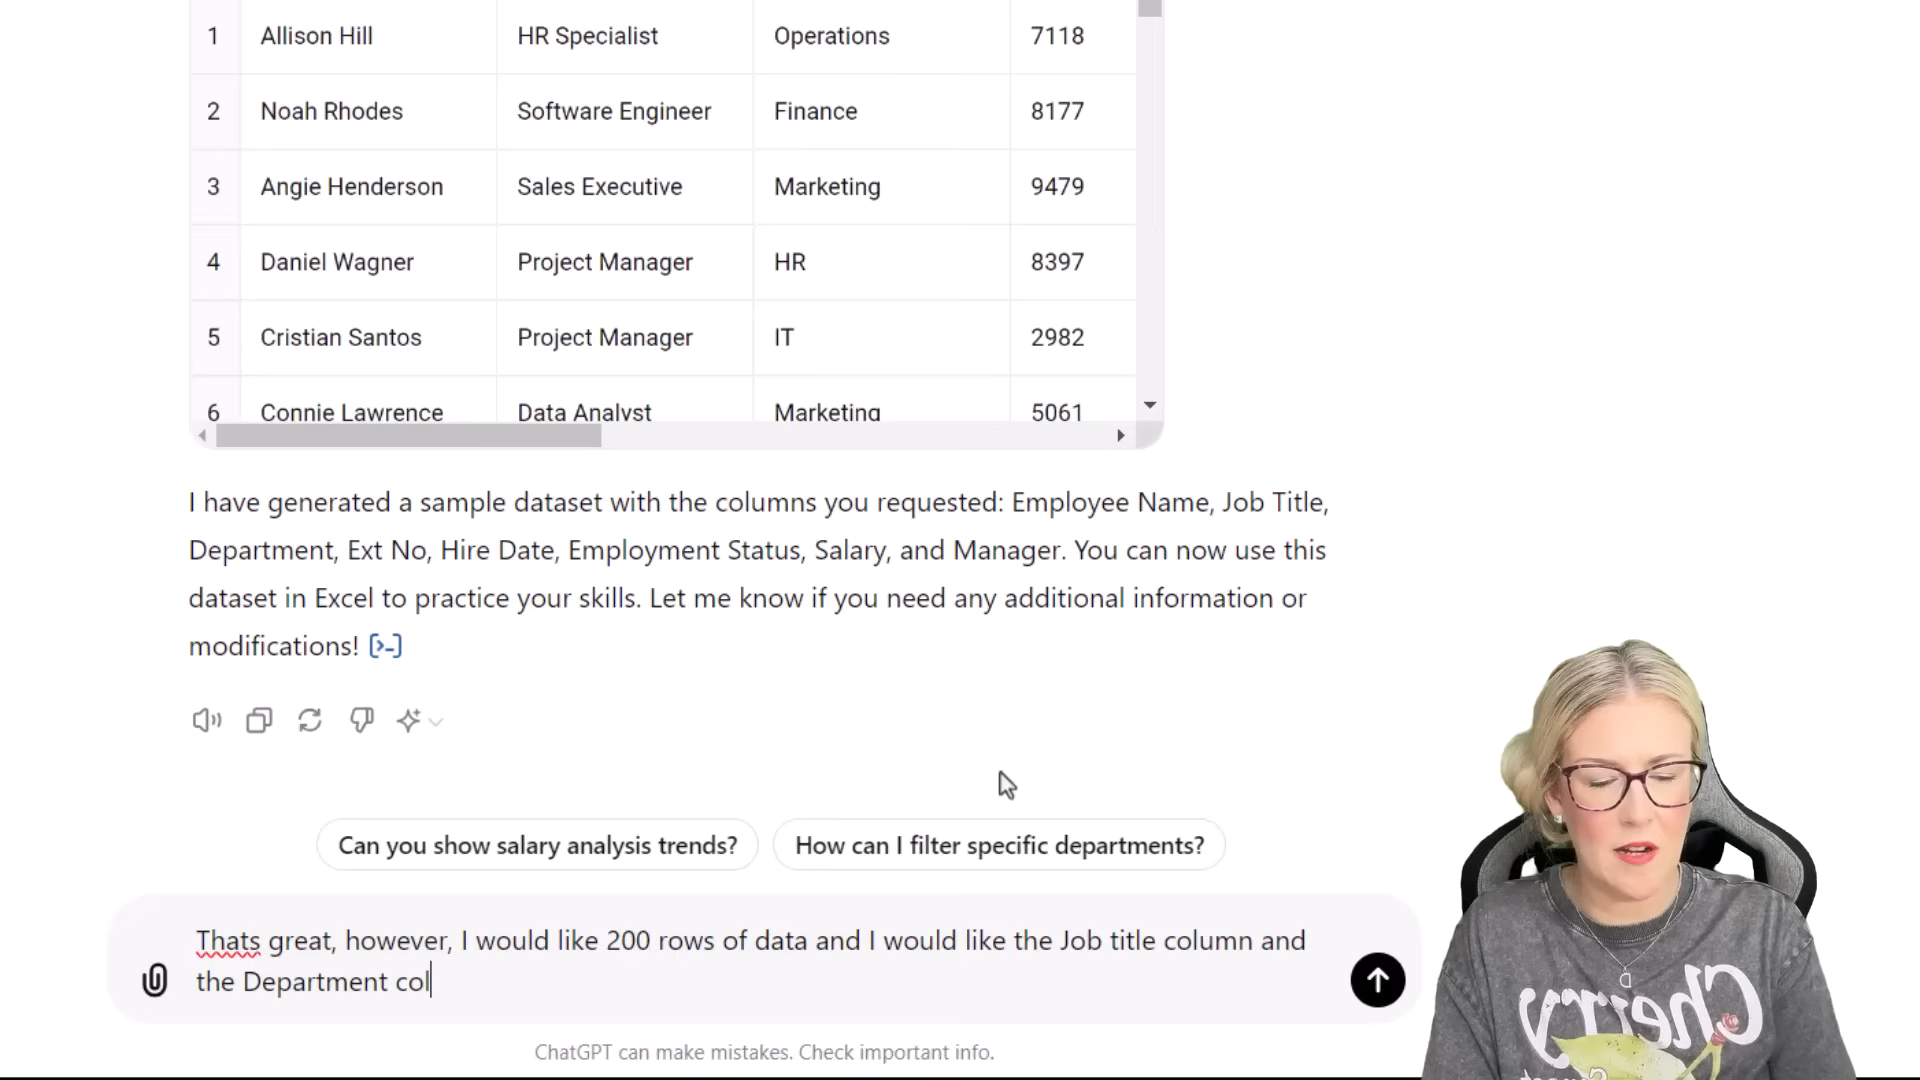 1 Allison Hill HR Specialist Operations 7118
2 Noah Rhodes Software Engineer Finance 8177
3 Angie Henderson Sales Executive Marketing 9479
4 Daniel Wagner Project Manager HR 8397
5 Cristian Santos Project Manager IT 2982
6 Connie Lawrence Data Analyst Marketing 5061
I have generated a sample dataset with the columns you requested: Employee Name, Job Title,
Department, Ext No, Hire Date, Employment Status, Salary, and Manager. You can now use this
dataset in Excel to practice your skills. Let me know if you need any additional information or
modifications! [>-]
Can you show salary analysis trends? How can I filter specific departments?
Thats great, however, I would like 200 rows of data and I would like the Job title column and
the Department col
ChatGPT can make mistakes. Check important info.
D
Cherry